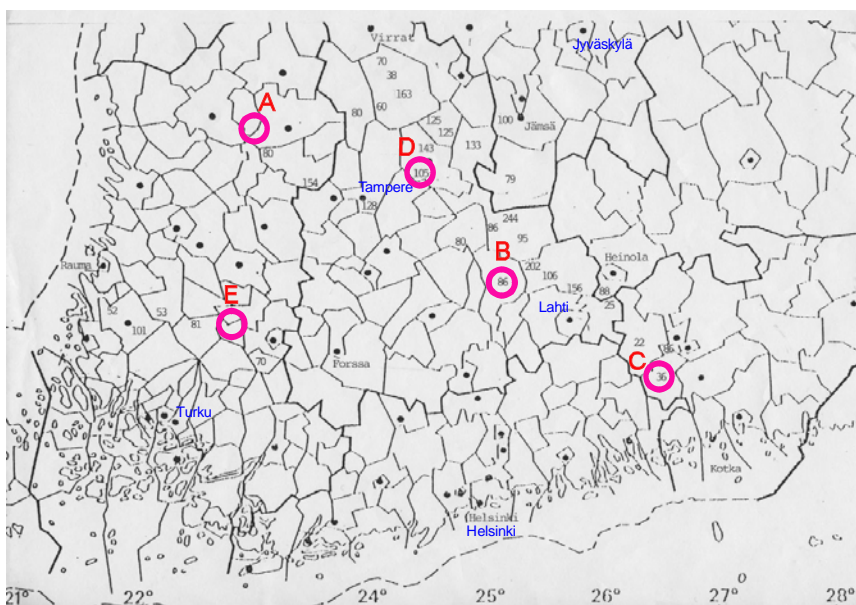 Virrat
Jyväskylä
70
38
163
A
60
80
125
100
125
Jämsä
D
143
133
80
105
154
Tampere
79
128
244
86
80
B
95
202
Heinola
106
Rauma
86
156
88
E
52
53
Lahti
25
101
81
22
86
70
Forssa
C
36
Turku
Kotka
Helsinki
Helsinki
21°
22°
23°
24°
25°
26°
27°
28°